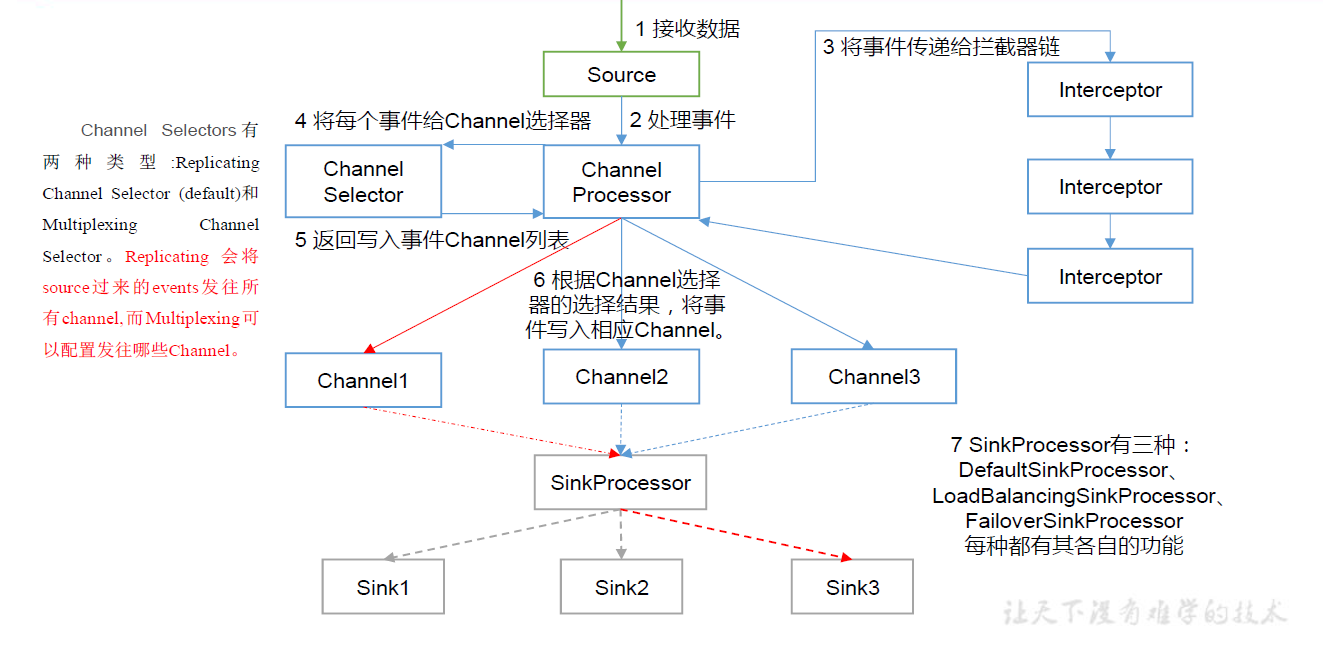 1 接收数据
Source
3 将事件传递给拦截器链
Interceptor
4 将每个事件给Channel选择器
2 处理事件
Channel Selectors有
两种类型:Replicating
Channel Selector (default)和
Multiplexing Channel
Selector。Replicating 会将
source过来的events发往所
有channel,而Multiplexing可
以配置发往哪些Channel。
Channel
Selector
Channel
Processor
Interceptor
5 返回写入事件Channel列表
Interceptor
6 根据Channel选择
器的选择结果，将事
件写入相应Channel。
Channel1
Channel2
Channel3
7 SinkProcessor有三种：
DefaultSinkProcessor、
LoadBalancingSinkProcessor、
FailoverSinkProcessor
每种都有其各自的功能
SinkProcessor
Sink1
Sink2
Sink3
让天下没有难学的技术